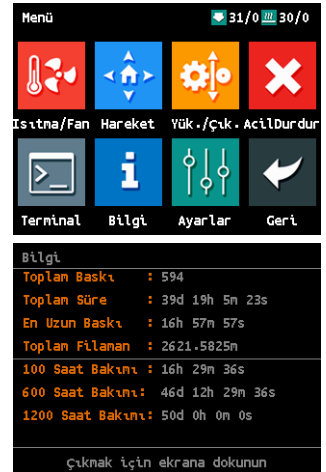 Menü 31/0 30/0
Isıtma/Fan Hareket Yük./Çık. AcilDurdur
Terminal Bilgi Ayarlar Geri
Bilgi
Toplam Baskı : 594
Toplam Süre : 39d 19h 5m 23s
En Uzun Baskı : 16h 57m 57s
Toplam Filaman : 2621.5825m
100 Saat Bakımı : 16h 29m 36s
600 Saat Bakımı: 46d 12h 29m 36s
1200 Saat Bakımı: 50d 0h 0m 0s
Çıkmak için ekrana dokunun